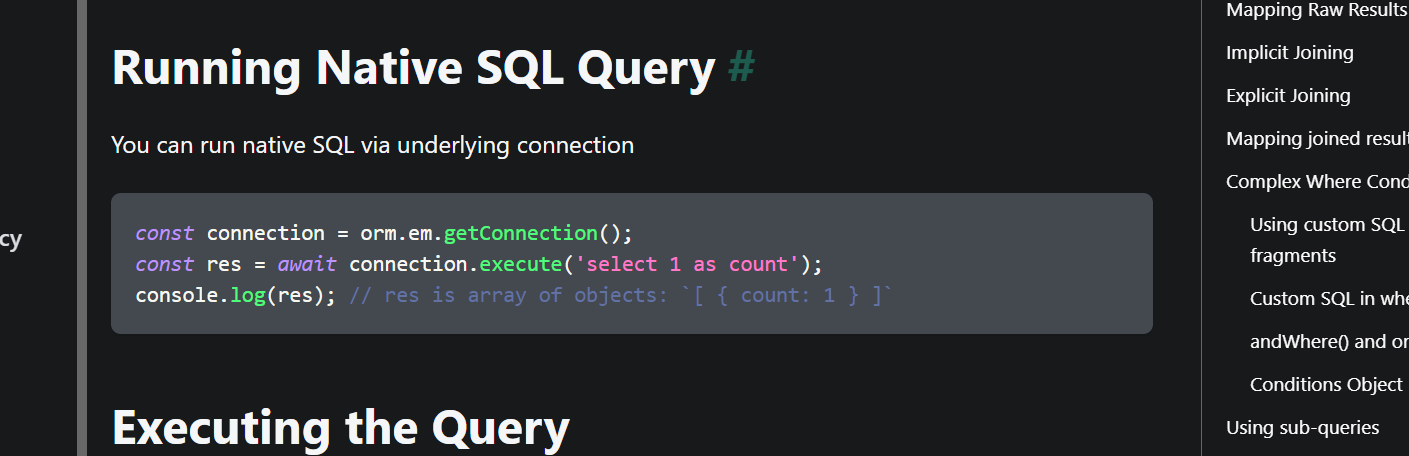 Running Native SQL Query #
You can run native SQL via underlying connection
const connection = orm.em.getConnection();
const res = await connection.execute('select 1 as count');
console.log(res); // res is array of objects: `[ { count: 1 } ]`
Executing the Query
cy
Mapping Raw Results
Implicit Joining
Explicit Joining
Mapping joined result
Complex Where Cond
Using custom SQL
fragments
Custom SQL in whe
andWhere() and or
Conditions Object
Using sub-queries